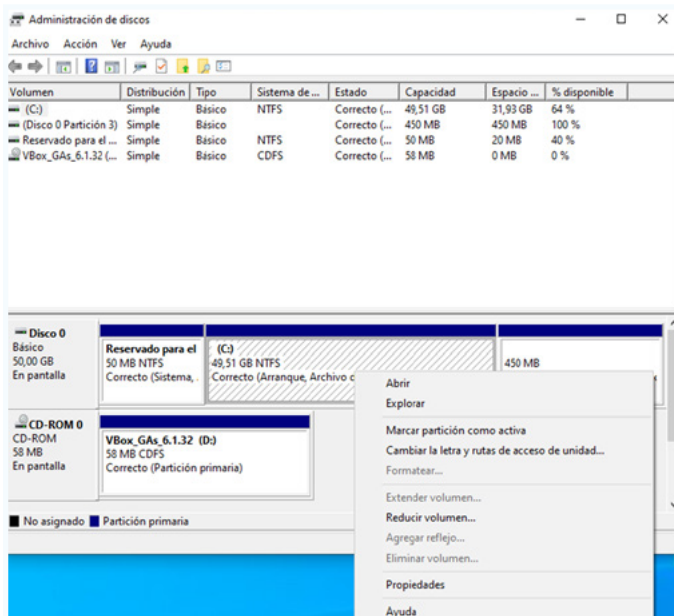 Administración de discos
Archivo Acción Ver Ayuda
Volumen Distribución Tipo Sistema de ... Estado Capacidad Espacio ... % disponible
(C:) Simple Básico NTFS Correcto (... 49,51 GB 31,93 GB 64 %
(Disco 0 Partición 3) Simple Básico Correcto (... 450 MB 450 MB 100 %
Reservado para el ... Simple Básico NTFS Correcto (... 50 MB 20 MB 40 %
VBox_GAs_6.1.32 (... Simple Básico CDFS Correcto (... 58 MB 0 MB 0 %
Disco 0
Básico
50,00 GB
En pantalla
Reservado para el
50 MB NTFS
Correcto (Sistema,
(C:)
49,51 GB NTFS
Correcto (Arranque, Archivo
450 MB
CD-ROM 0
CD-ROM
58 MB
En pantalla
VBox_GAs_6.1.32 (D:)
58 MB CDFS
Correcto (Partición primaria)
No asignado Partición primaria
Abrir
Explorar
Marcar partición como activa
Cambiar la letra y rutas de acceso de unidad...
Formatear...
Extender volumen...
Reducir volumen...
Agregar reflejo...
Eliminar volumen...
Propiedades
Ayuda